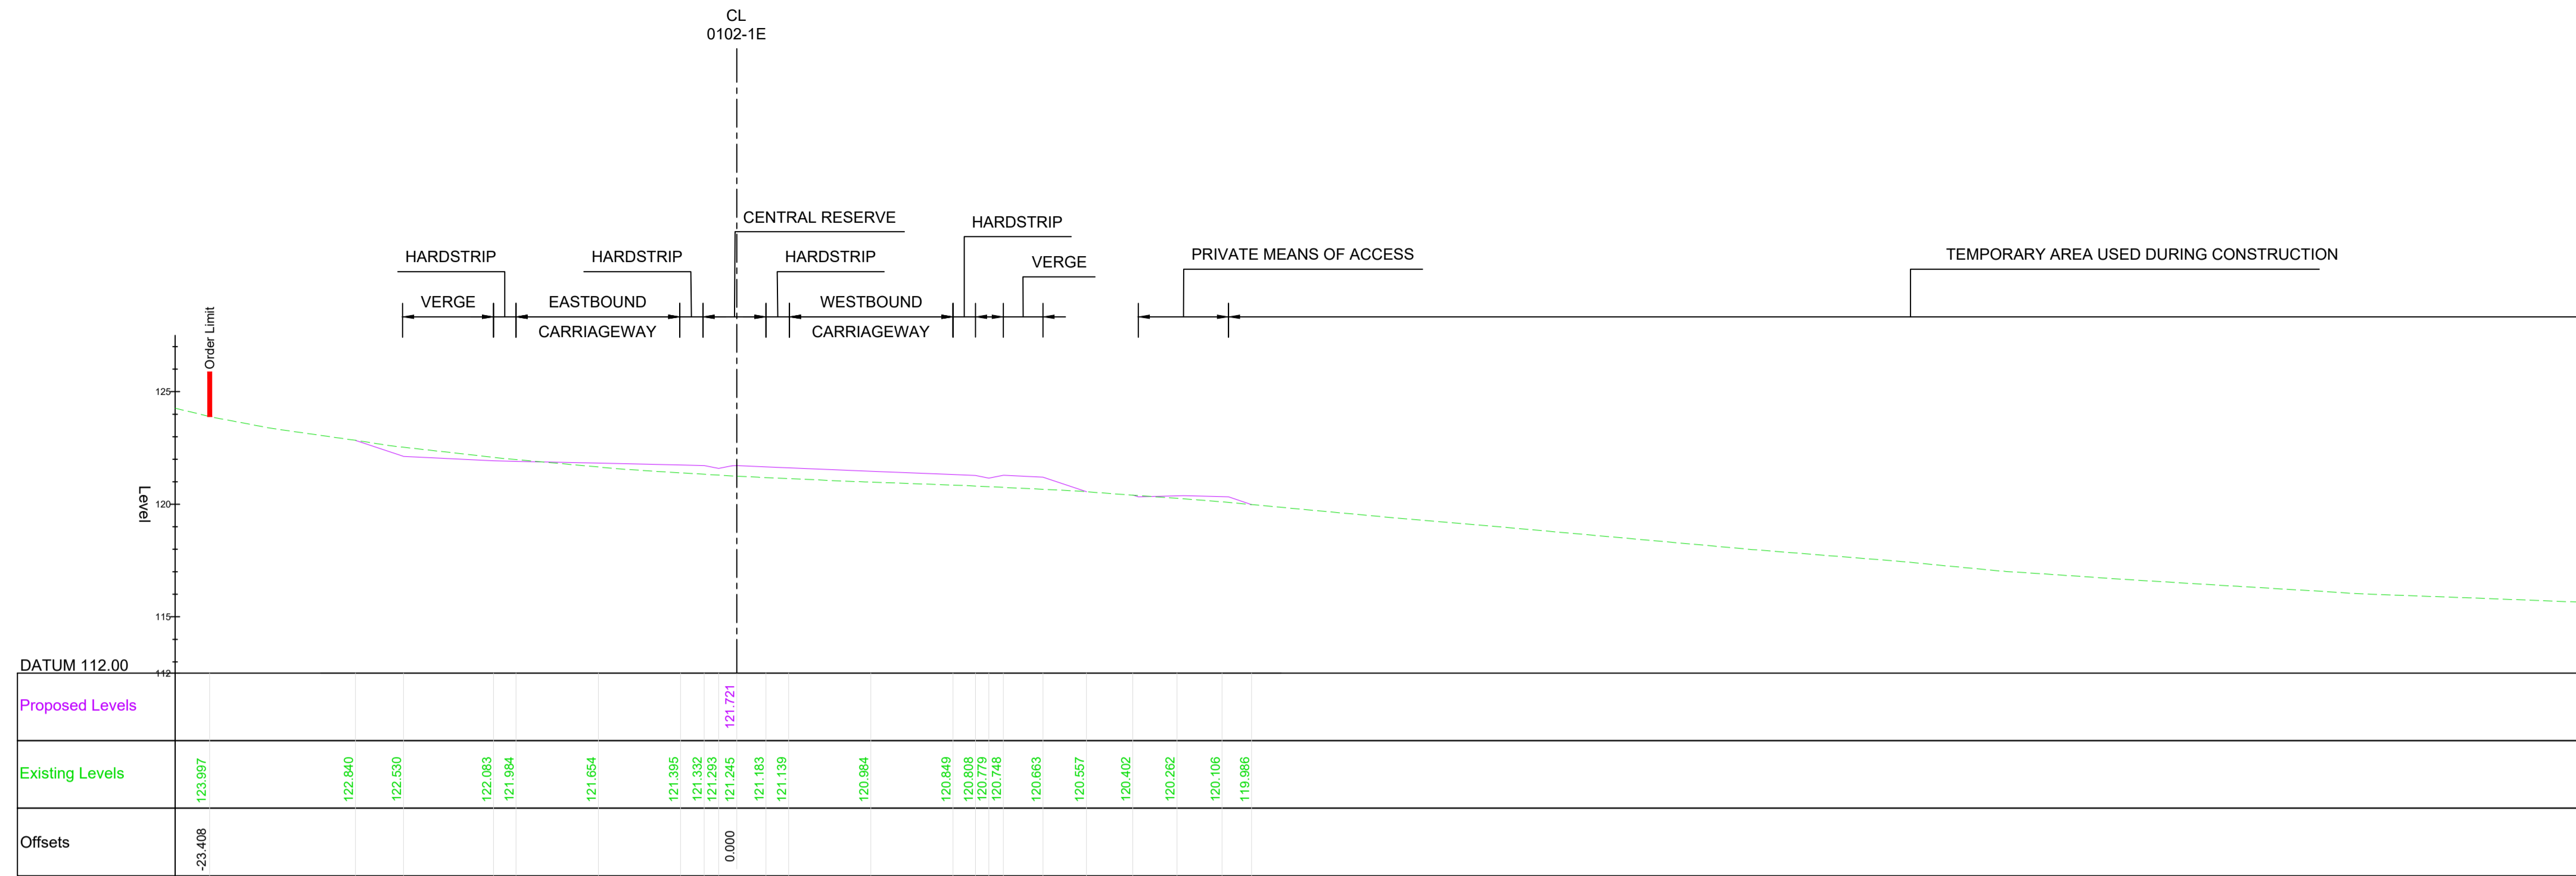 CL
0102-1E
CENTRAL RESERVE
HARDSTRIP
HARDSTRIP
HARDSTRIP
HARDSTRIP
VERGE
PRIVATE MEANS OF ACCESS
TEMPORARY AREA USED DURING CONSTRUCTION
VERGE
EASTBOUND
CARRIAGEWAY
WESTBOUND
CARRIAGEWAY
Order Limit
125
120
115
112
Level
DATUM 112.00
Proposed Levels
121.721
Existing Levels
123.997
122.840
122.530
122.083
121.984
121.654
121.395
121.332
121.293
121.245
121.183
121.139
120.984
120.849
120.808
120.779
120.748
120.663
120.557
120.402
120.262
120.106
119.986
Offsets
-23.408
0.000